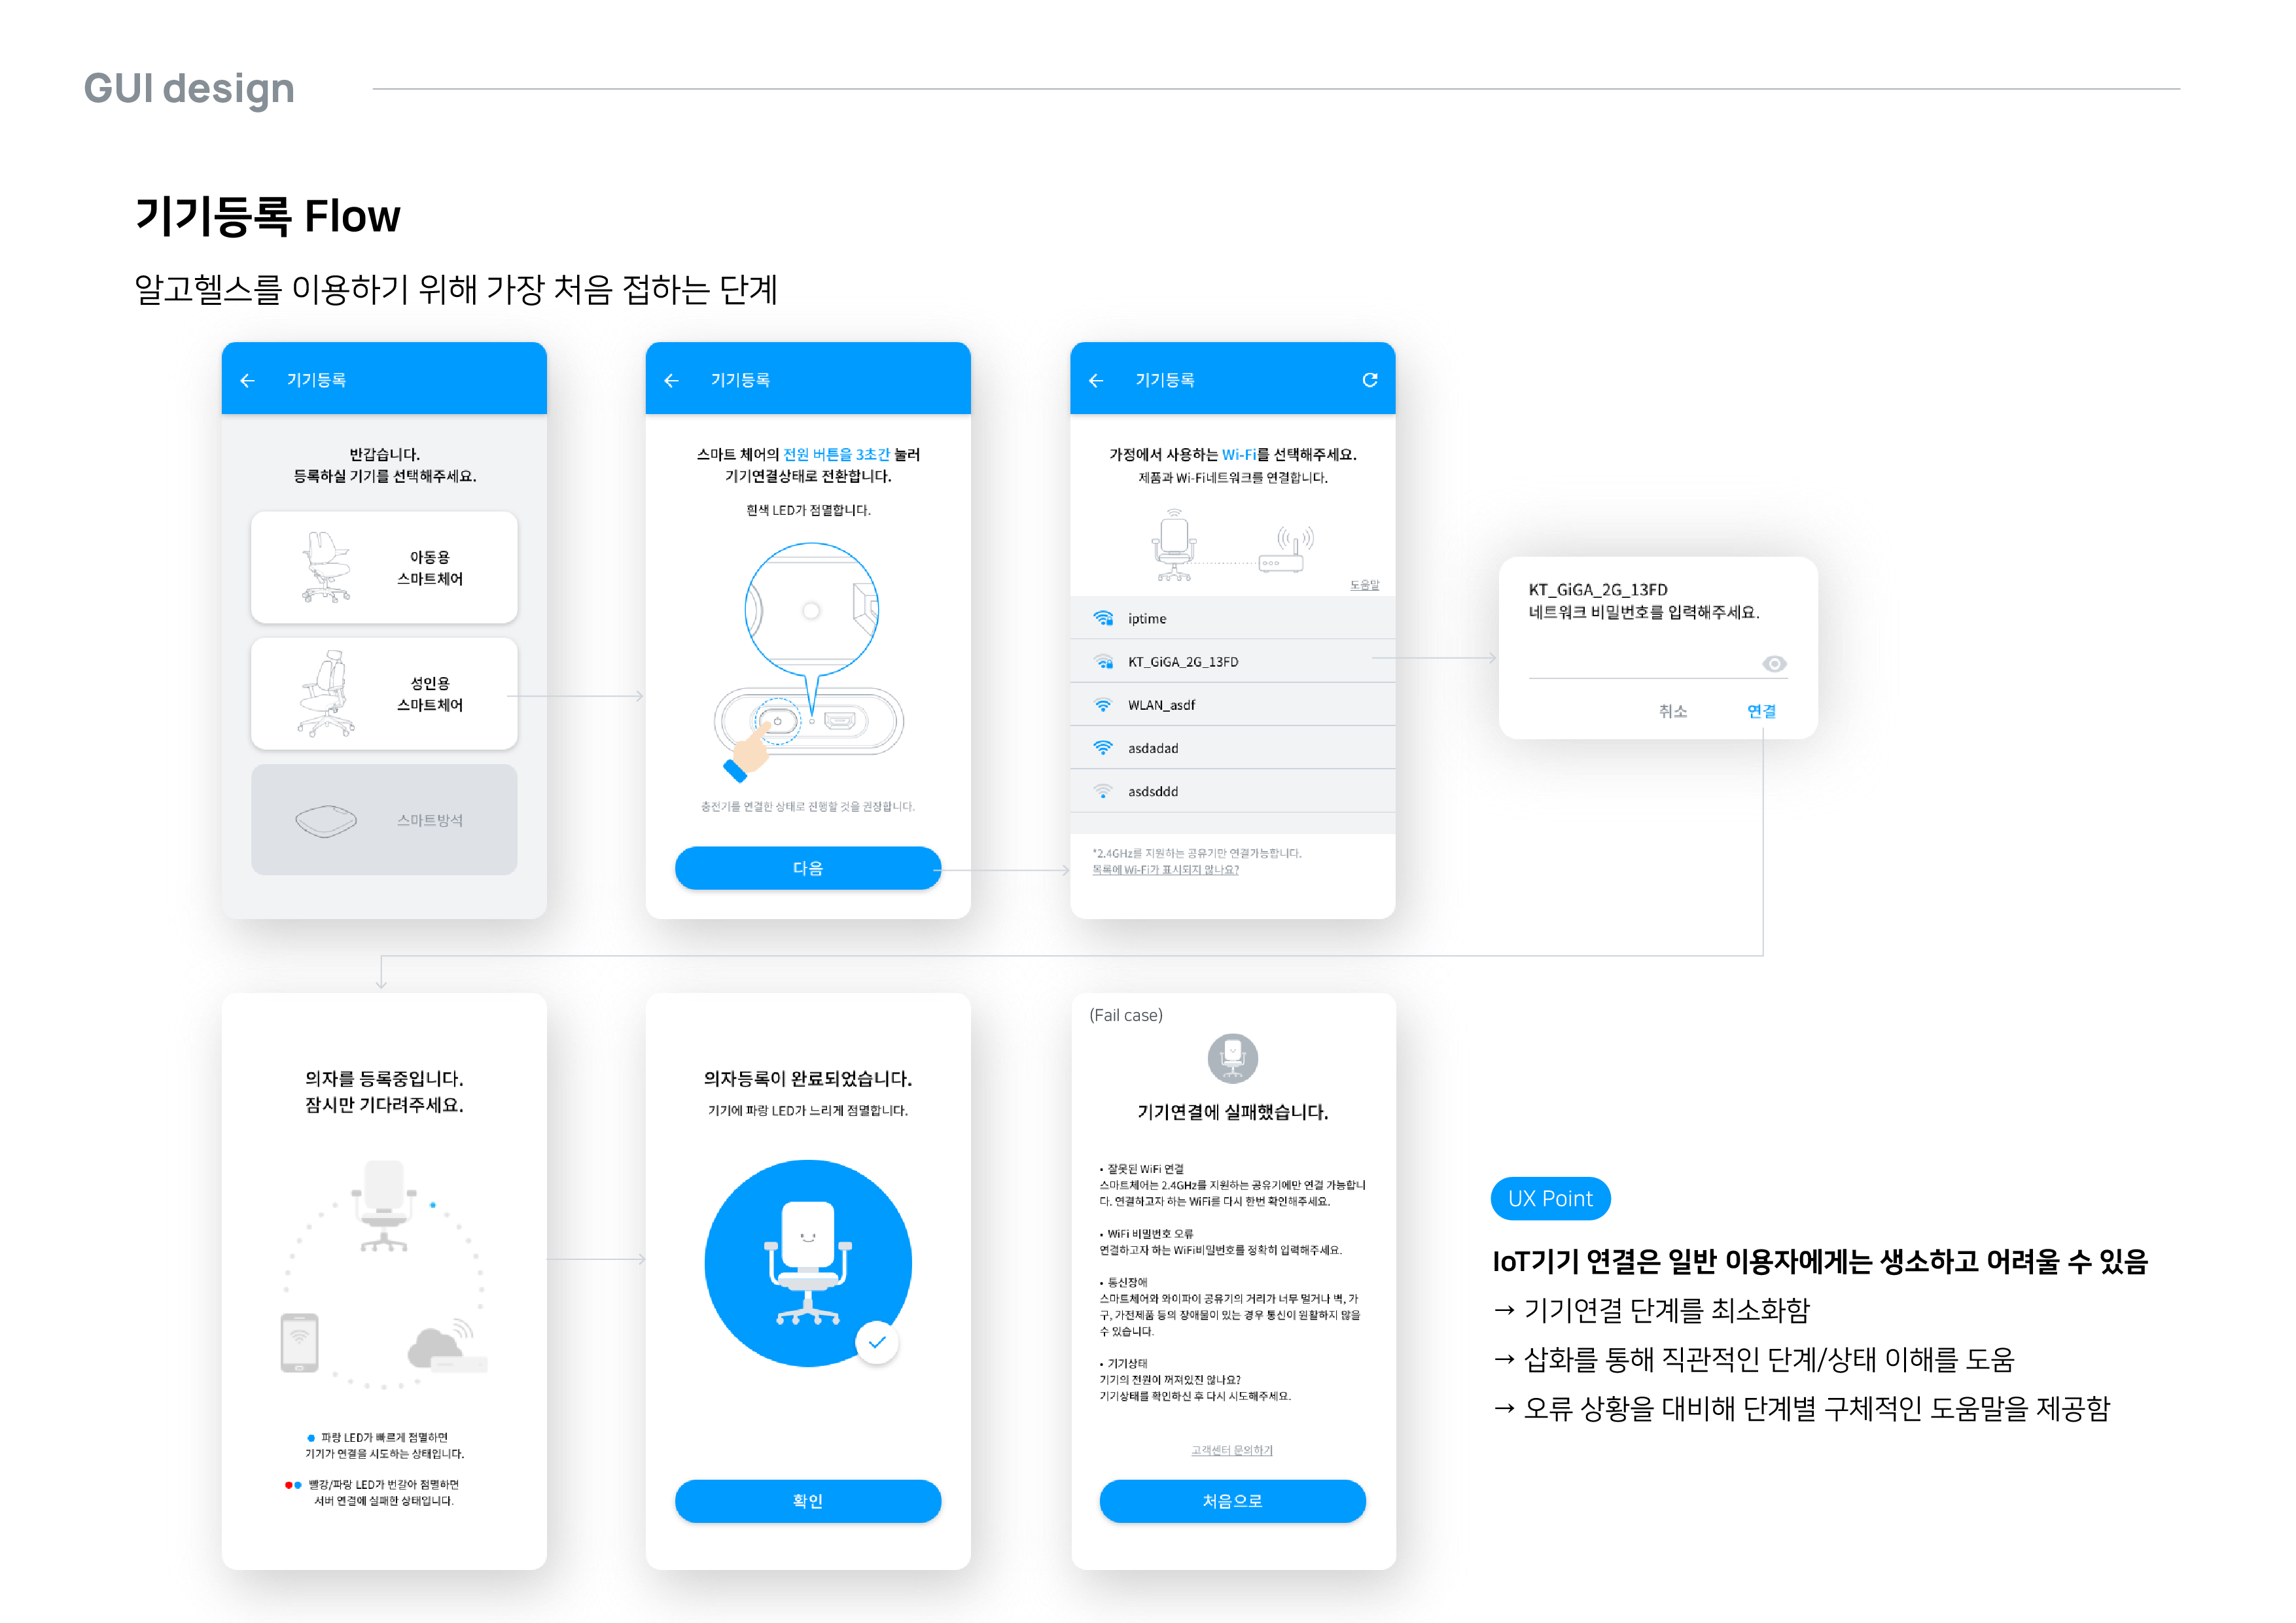 GUI design
기기등록 Flow
알고헬스를 이용하기 위해 가장 처음 접하는 단계
기기등록
반갑습니다.
등록하실 기기를 선택해주세요.
아동용
스마트체어
성인용
스마트체어
스마트방석
기기등록
스마트 체어의 전원 버튼을 3초간 눌러
기기연결상태로 전환합니다.
흰색 LED가 점멸합니다.
충전기를 연결한 상태로 진행할 것을 권장합니다.
다음
기기등록
가정에서 사용하는 Wi-Fi를 선택해주세요.
제품과 Wi-Fi네트워크를 연결합니다.
도움말
iptime
KT_GiGA_2G_13FD
WLAN_asdf
asdadad
asdsddd
*2.4GHz를 지원하는 공유기만 연결가능합니다.
목록에 Wi-Fi가 표시되지 않나요?
KT_GiGA_2G_13FD
네트워크 비밀번호를 입력해주세요.
취소
연결
의자를 등록중입니다.
잠시만 기다려주세요.
파랑 LED가 빠르게 점멸하면
기기가 연결을 시도하는 상태입니다.
빨강/파랑 LED가 번갈아 점멸하면
서버 연결에 실패한 상태입니다.
의자등록이 완료되었습니다.
기기에 파랑 LED가 느리게 점멸합니다.
확인
(Fail case)
기기연결에 실패했습니다.
• 잘못된 WiFi 연결
스마트체어는 2.4GHz를 지원하는 공유기에만 연결 가능합니
다. 연결하고자 하는 WiFi를 다시 한번 확인해주세요.
• WiFi 비밀번호 오류
연결하고자 하는 WiFi비밀번호를 정확히 입력해주세요.
• 통신장애
스마트체어와 와이파이 공유기의 거리가 너무 멀거나 벽, 가
구, 가전제품 등의 장애물이 있는 경우 통신이 원활하지 않을
수 있습니다.
• 기기상태
기기의 전원이 꺼져있진 않나요?
기기상태를 확인하신 후 다시 시도해주세요.
고객센터 문의하기
처음으로
UX Point
IoT기기 연결은 일반 이용자에게는 생소하고 어려울 수 있음
→ 기기연결 단계를 최소화함
→ 삽화를 통해 직관적인 단계/상태 이해를 도움
→ 오류 상황을 대비해 단계별 구체적인 도움말을 제공함